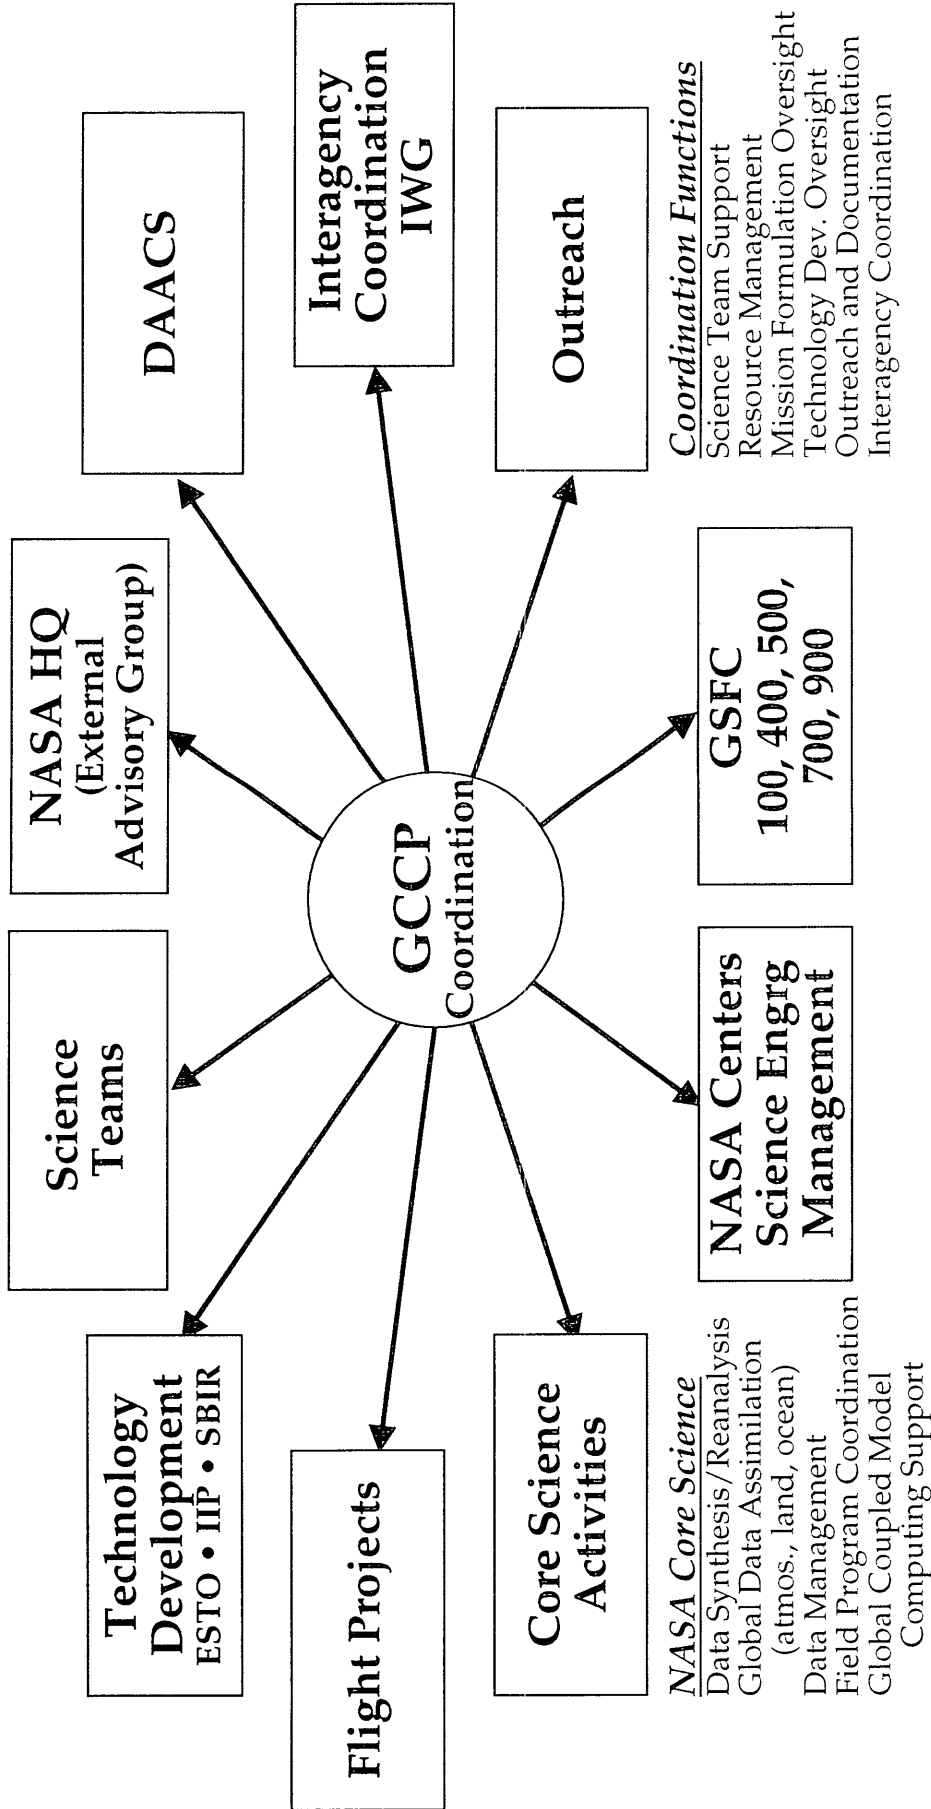 Science
Teams
NASA HQ
(External
Advisory Group)
Technology
Development
ESTO • IIP • SBIR
DAACS
Flight Projects
GCCP
Coordination
Interagency
Coordination
IWG
Core Science
Activities
Outreach
NASA Centers
Science Engrg
Management
GSFC
100, 400, 500,
700, 900
NASA Core Science
Data Synthesis/Reanalysis
Global Data Assimilation
(atmos., land, ocean)
Data Management
Field Program Coordination
Global Coupled Model
Computing Support
Coordination Functions
Science Team Support
Resource Management
Mission Formulation Oversight
Technology Dev. Oversight
Outreach and Documentation
Interagency Coordination